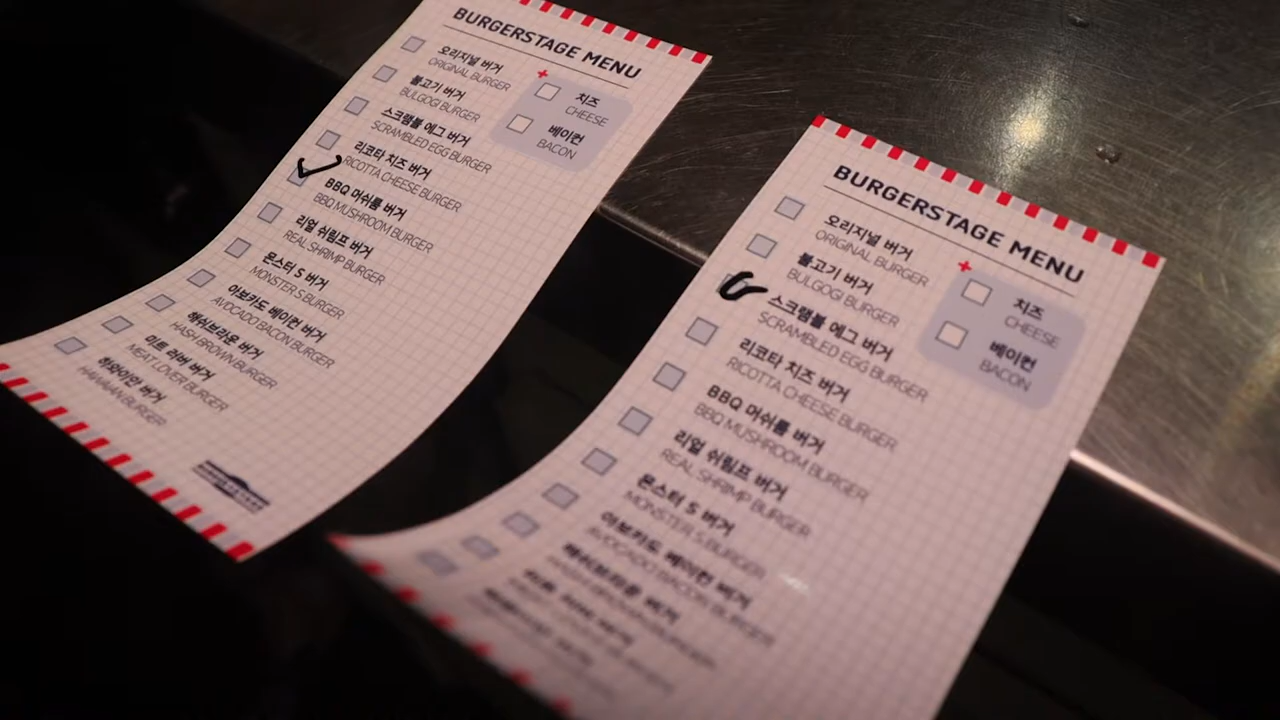 BURGERSTAGE MENU
오리지널 버거
ORIGINAL BURGER
불고기 버거
BULGOGI BURGER
스크램블 에그 버거
SCRAMBLED EGG BURGER
리코타 치즈 버거
RICOTTA CHEESE BURGER
BBQ 머쉬룸 버거
BBQ MUSHROOM BURGER
리얼 쉬림프 버거
REAL SHRIMP BURGER
몬스터 S 버거
MONSTER S BURGER
아보카도 베이컨 버거
AVOCADO BACON BURGER
해쉬브라운 버거
HASH BROWN BURGER
미트 러버 버거
MEAT LOVER BURGER
하와이안 버거
HAWAIIAN BURGER
+
치즈
CHEESE
베이컨
BACON
BURGERSTAGE MENU
오리지널 버거
ORIGINAL BURGER
불고기 버거
BULGOGI BURGER
스크램블 에그 버거
SCRAMBLED EGG BURGER
리코타 치즈 버거
RICOTTA CHEESE BURGER
BBQ 머쉬룸 버거
BBQ MUSHROOM BURGER
리얼 쉬림프 버거
REAL SHRIMP BURGER
몬스터 S 버거
MONSTER S BURGER
아보카도 베이컨 버거
AVOCADO BACON BURGER
해쉬브라운 버거
+
치즈
CHEESE
베이컨
BACON